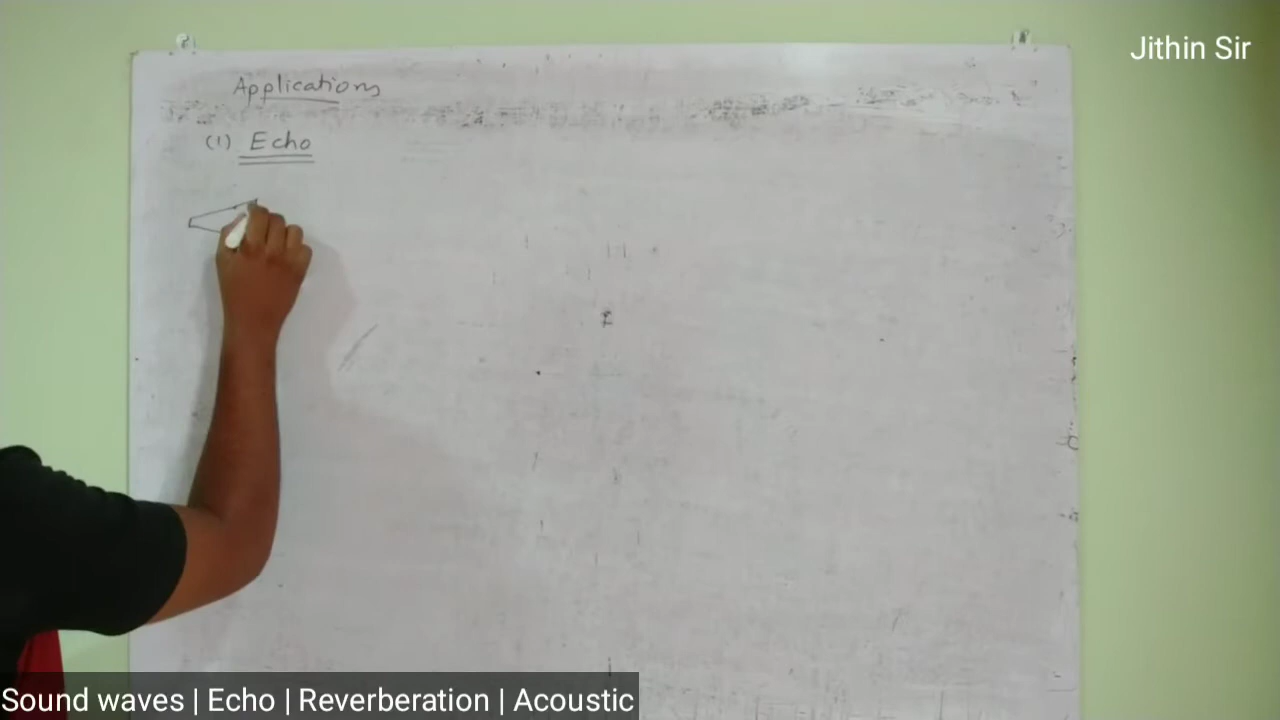 Jithin Sir
Applications
(1) Echo
Sound waves | Echo | Reverberation | Acoustic